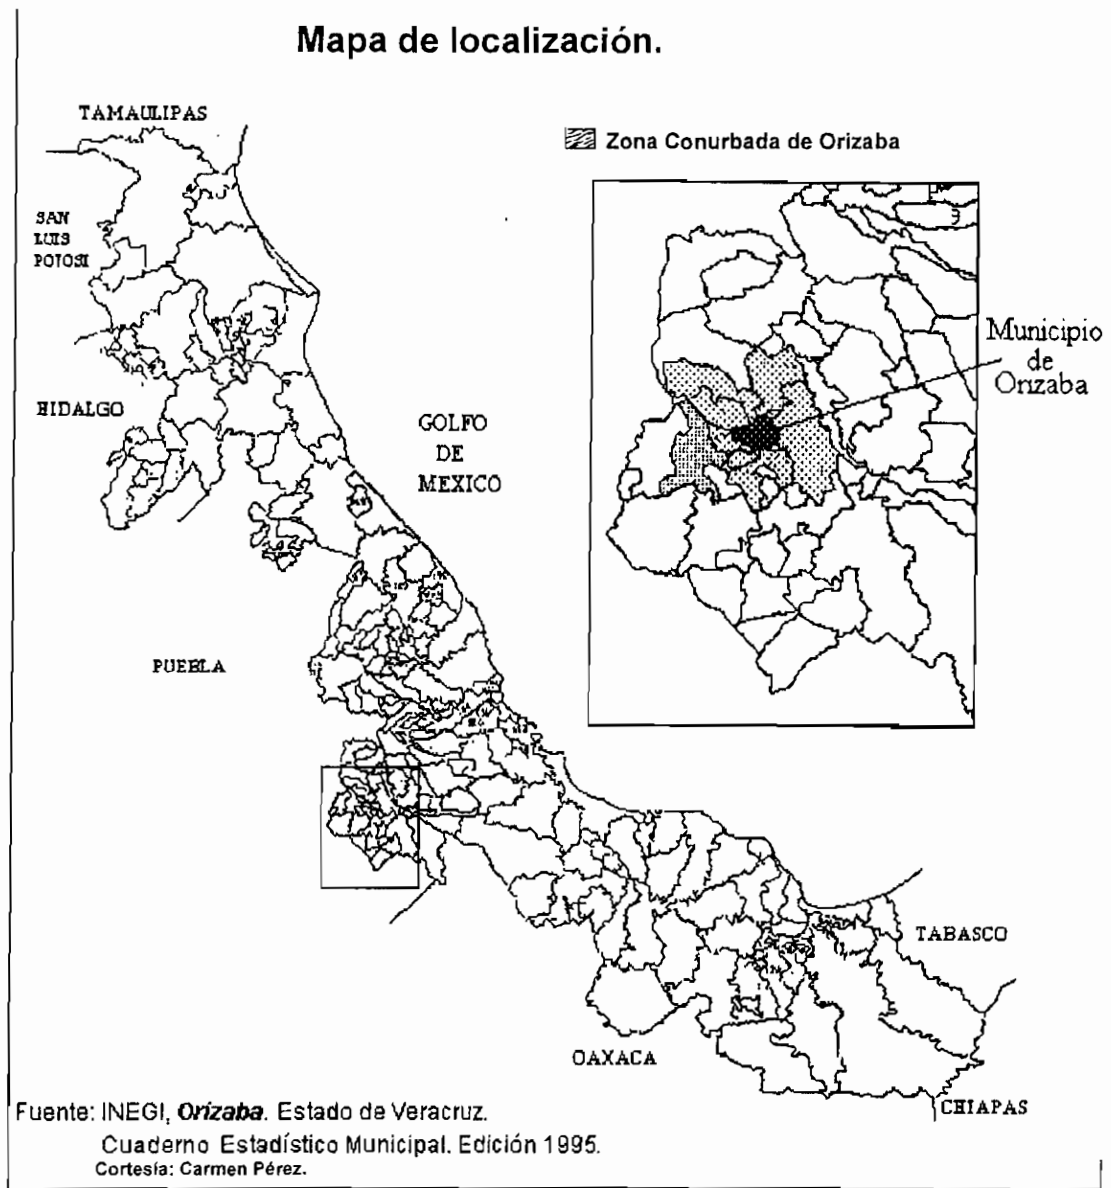 Mapa de localización.
TAMAULIPAS
Zona Conurbada de Orizaba
SAN
LUIS
POTOSI
Municipio
de
Orizaba
HIDALGO
GOLFO
DE
MEXICO
PUEBLA
TABASCO
OAXACA
CHIAPAS
Fuente: INEGI, Orizaba. Estado de Veracruz.
Cuaderno Estadístico Municipal. Edición 1995.
Cortesía: Carmen Pérez.